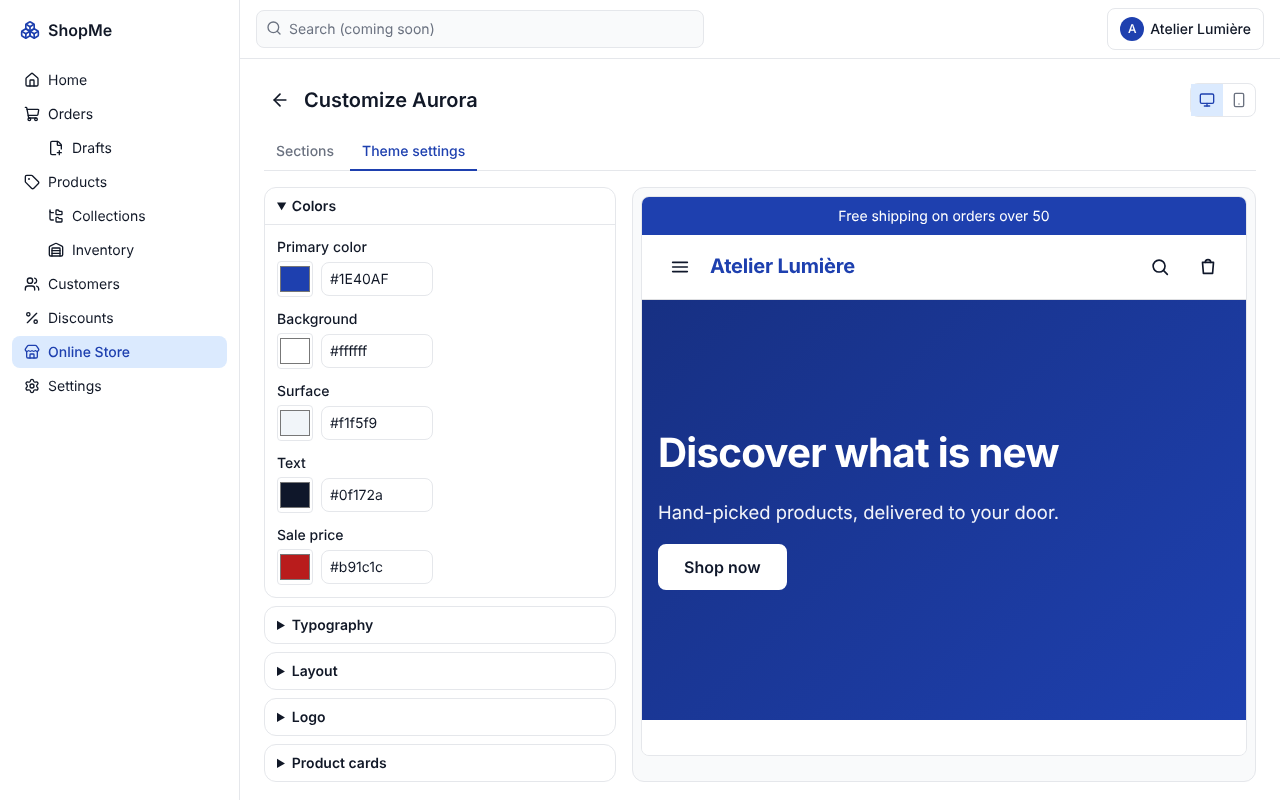 ShopMe
Search (coming soon)
A
Atelier Lumière
Home
Orders
Drafts
Products
Collections
Inventory
Customers
Discounts
Online Store
Settings
Customize Aurora
Sections
Theme settings
Colors
Primary color
#1E40AF
Background
#ffffff
Surface
#f1f5f9
Text
#0f172a
Sale price
#b91c1c
Typography
Layout
Logo
Product cards
Free shipping on orders over 50
Atelier Lumière
Discover what is new
Hand-picked products, delivered to your door.
Shop now